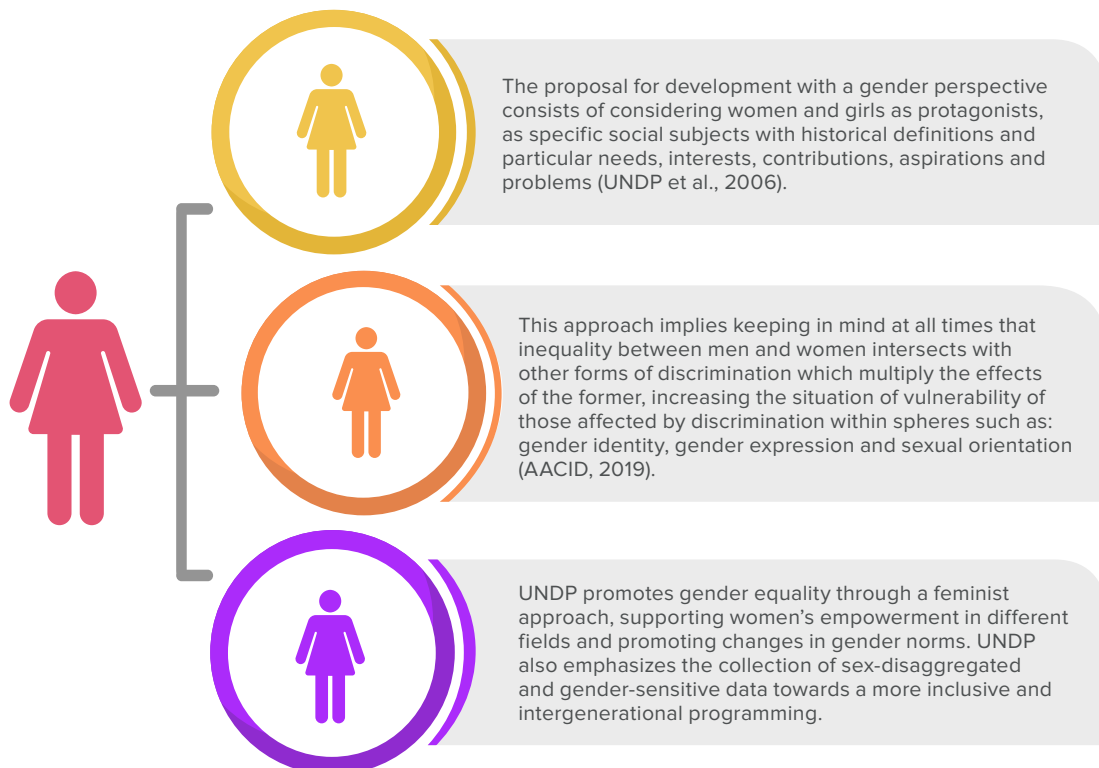 The proposal for development with a gender perspective
consists of considering women and girls as protagonists,
as specific social subjects with historical definitions and
particular needs, interests, contributions, aspirations and
problems (UNDP et al., 2006).
This approach implies keeping in mind at all times that
inequality between men and women intersects with
other forms of discrimination which multiply the effects
of the former, increasing the situation of vulnerability of
those affected by discrimination within spheres such as:
gender identity, gender expression and sexual orientation
(AACID, 2019).
UNDP promotes gender equality through a feminist
approach, supporting women’s empowerment in different
fields and promoting changes in gender norms. UNDP
also emphasizes the collection of sex-disaggregated
and gender-sensitive data towards a more inclusive and
intergenerational programming.